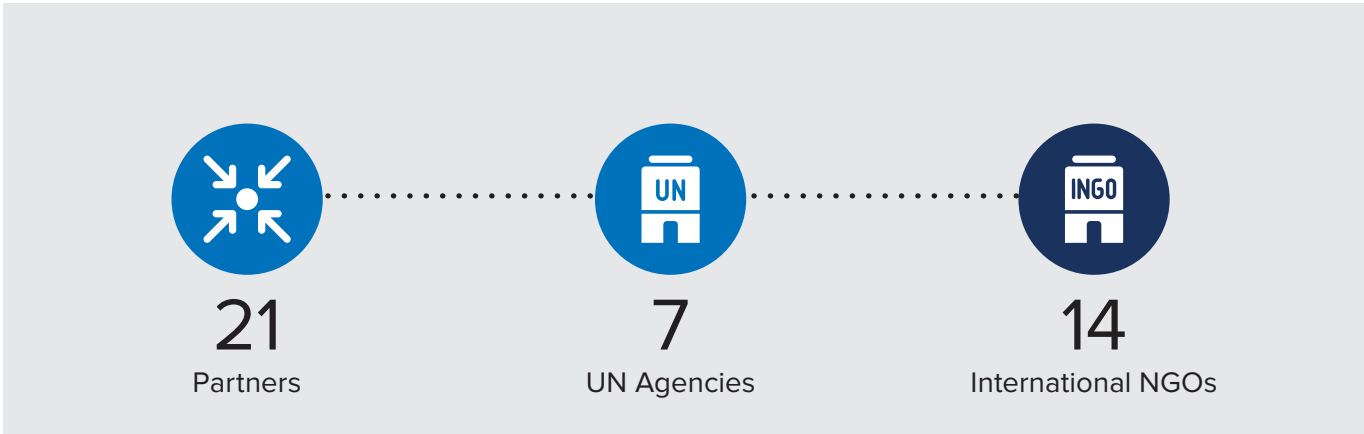 UN
INGO
21
7
14
Partners
UN Agencies
International NGOs